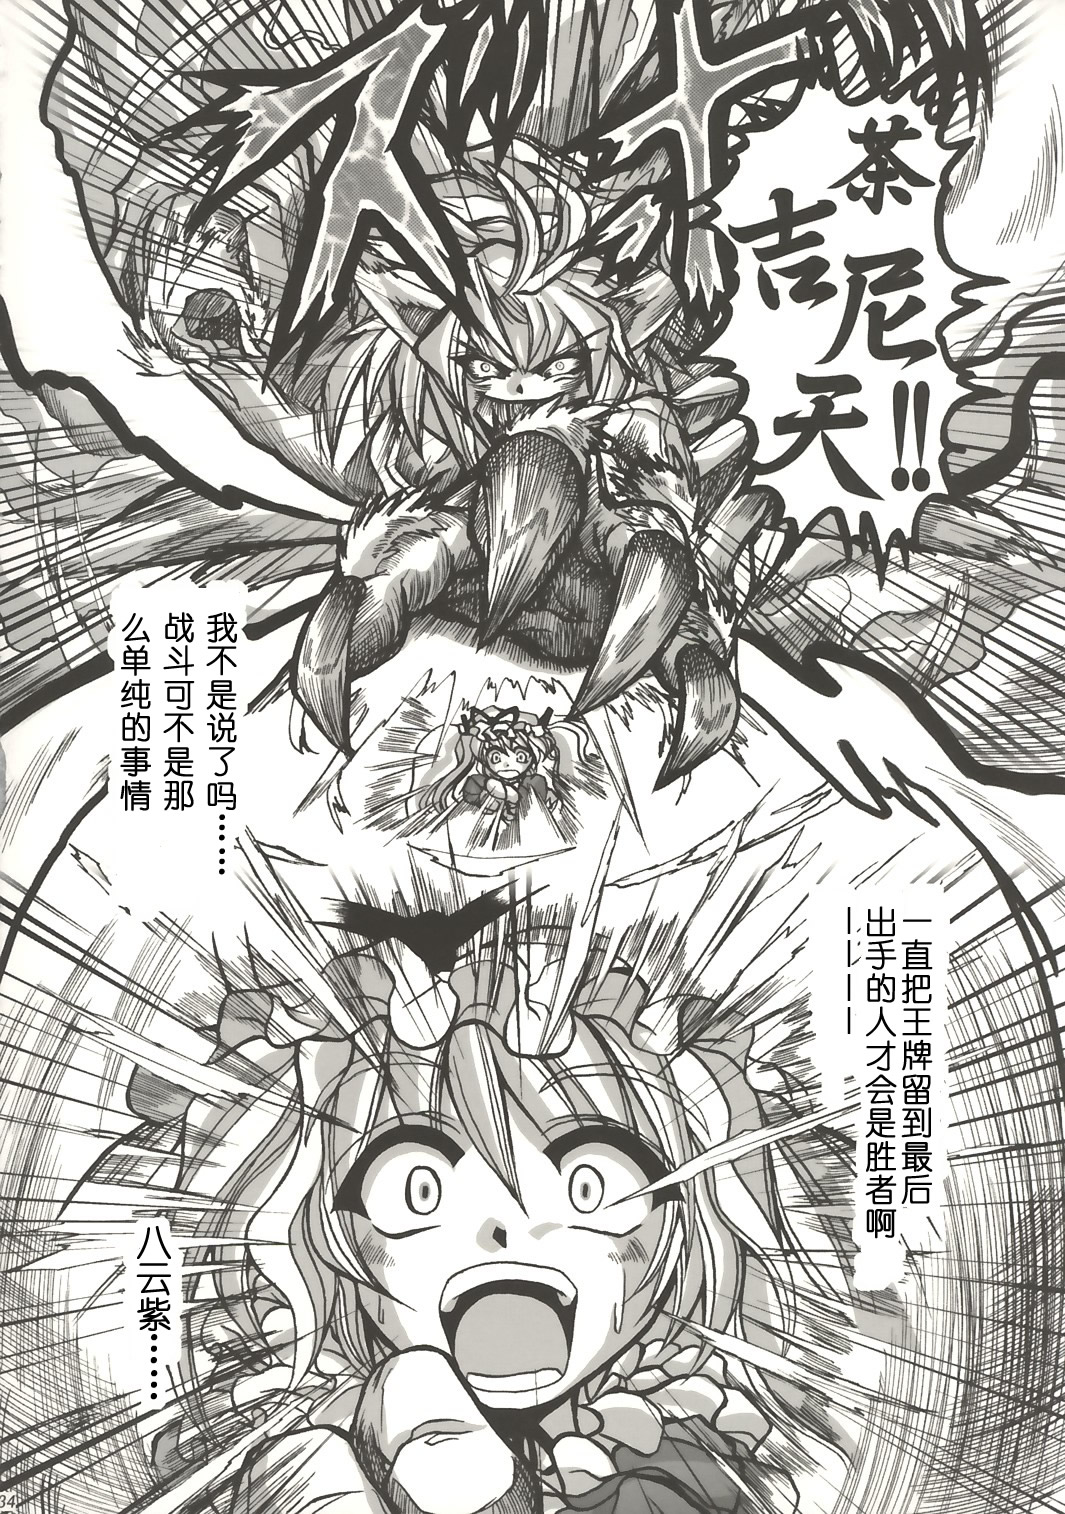 茶
吉尼
天!!
我不是说了吗……
战斗可不是那
么单纯的事情
一直把王牌留到最后
出手的人才会是胜者啊
————
八云紫……
34